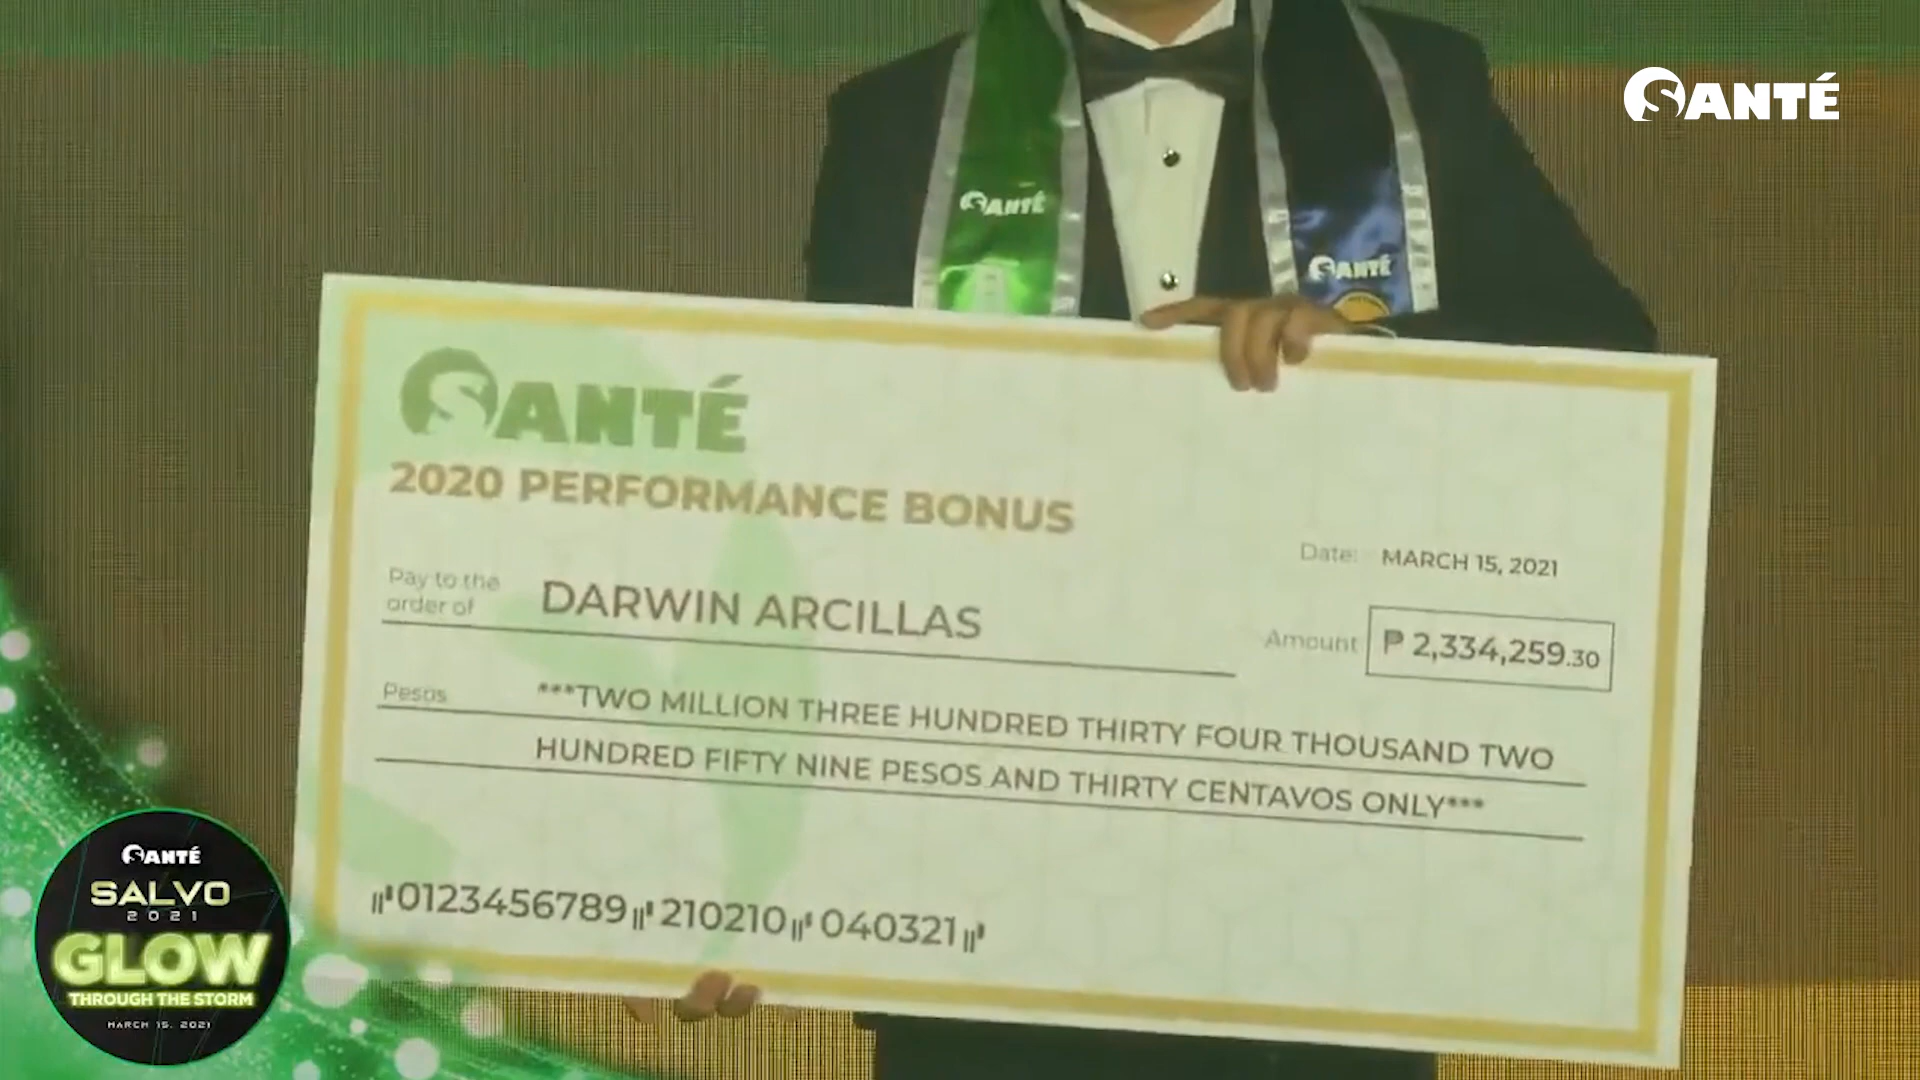 SANTÉ
SANTÉ
SANTÉ
SANTÉ
2020 PERFORMANCE BONUS
Date: MARCH 15, 2021
Pay to the order of DARWIN ARCILLAS
Amount ₱ 2,334,259.30
Pesos ***TWO MILLION THREE HUNDRED THIRTY FOUR THOUSAND TWO
HUNDRED FIFTY NINE PESOS AND THIRTY CENTAVOS ONLY***
⑈0123456789⑈210210⑈040321⑈
SANTÉ
SALVO
2021
GLOW
THROUGH THE STORM
MARCH 15, 2021